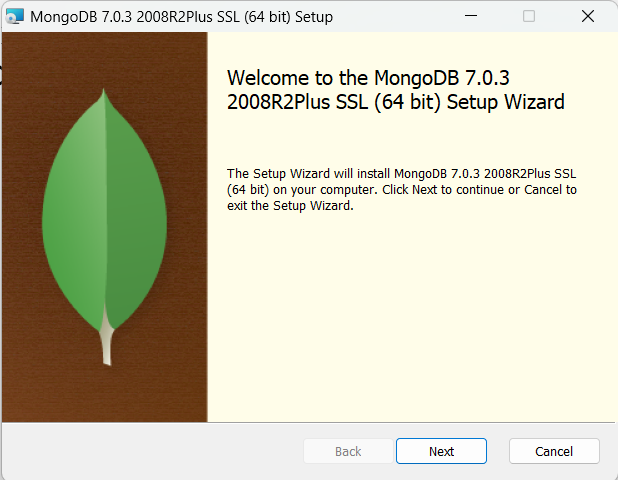 MongoDB 7.0.3 2008R2Plus SSL (64 bit) Setup
Welcome to the MongoDB 7.0.3
2008R2Plus SSL (64 bit) Setup Wizard
The Setup Wizard will install MongoDB 7.0.3 2008R2Plus SSL
(64 bit) on your computer. Click Next to continue or Cancel to
exit the Setup Wizard.
Back
Next
Cancel